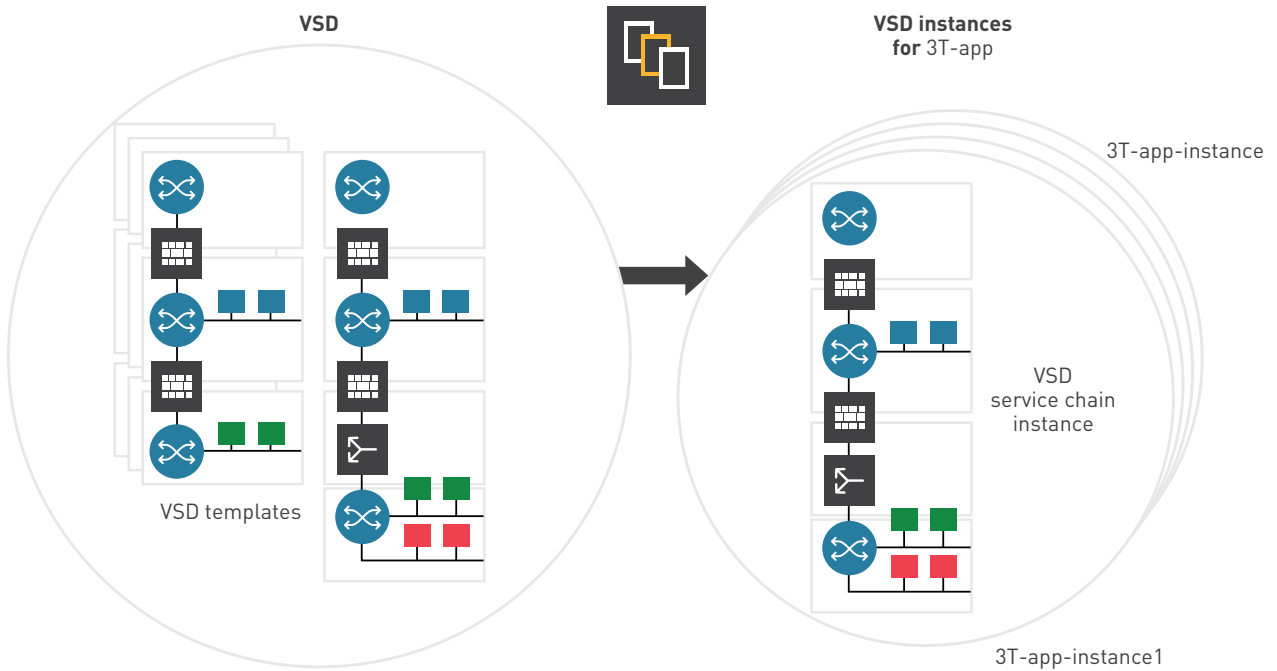 VSD
VSD templates
VSD instances
for 3T-app
3T-app-instance
VSD
service chain
instance
3T-app-instance1